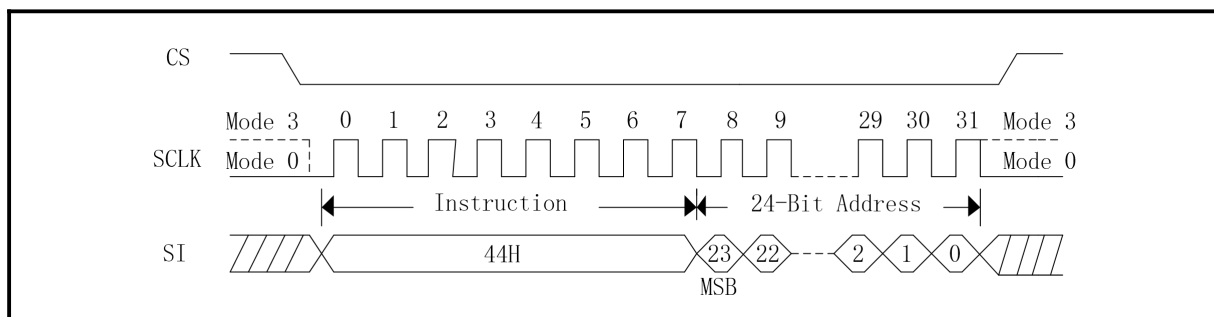 CS
Mode 3 0 1 2 3 4 5 6 7 8 9 29 30 31 Mode 3
SCLK Mode 0 Mode 0
Instruction 24-Bit Address
SI 44H 23 22 2 1 0
MSB